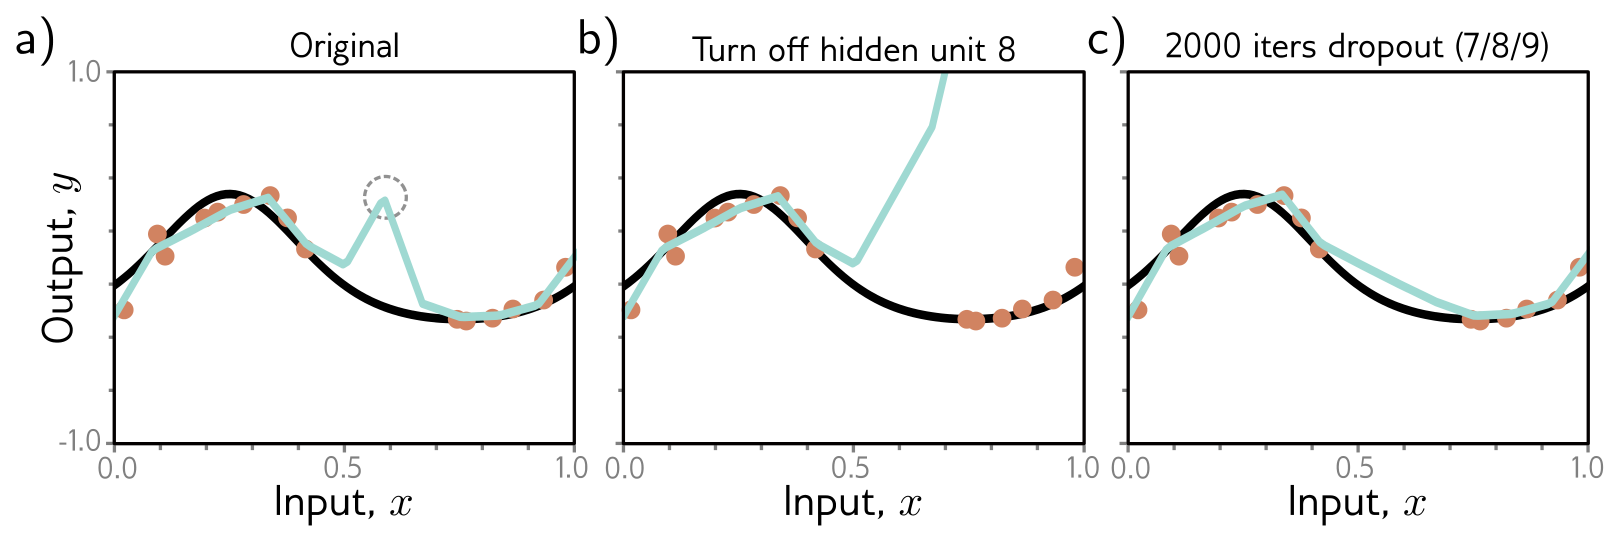 a)
Original
1.0
Output, y
-1.0
0.0 0.5 1.0
Input, x
b)
Turn off hidden unit 8
0.0 0.5 1.0
Input, x
c)
2000 iters dropout (7/8/9)
0.0 0.5 1.0
Input, x